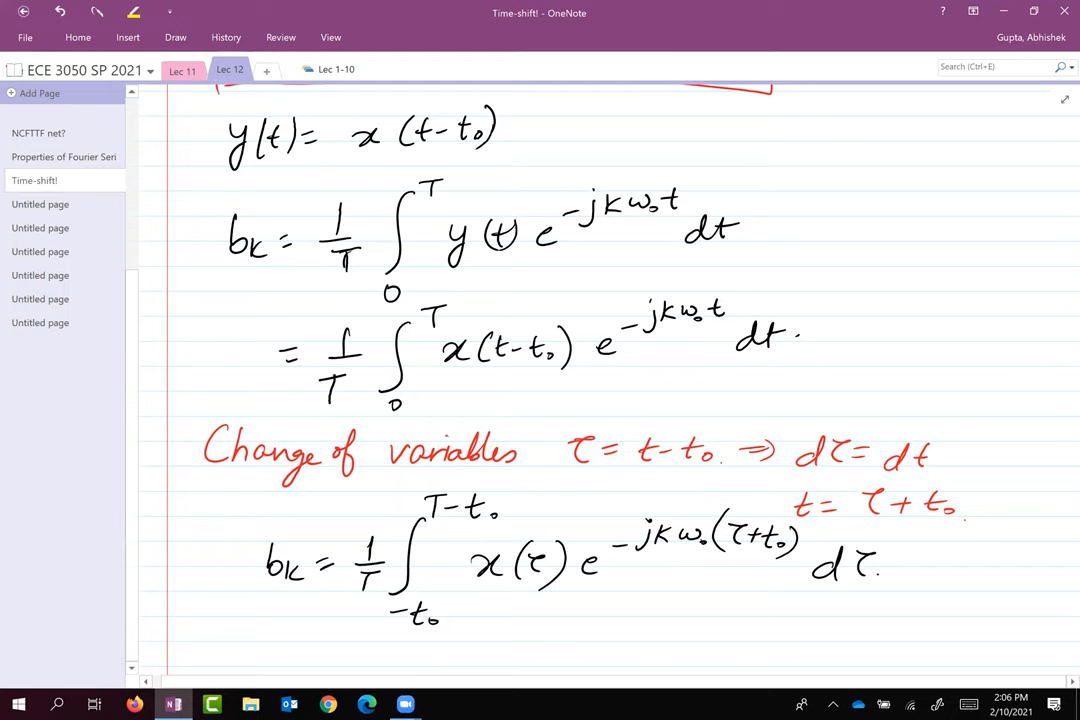 Time-shift! - OneNote
?
File Home Insert Draw History Review View Gupta, Abhishek
ECE 3050 SP 2021 Lec 11 Lec 12 + Lec 1-10 Search (Ctrl+E)
Add Page
NCFTTF net?
Properties of Fourier Seri
Time-shift!
Untitled page
Untitled page
Untitled page
Untitled page
Untitled page
Untitled page
y(t) = x(t-t₀)
bₖ = 1/T ∫₀ᵀ y(t) e^{-jkω₀t} dt
= 1/T ∫₀ᵀ x(t-t₀) e^{-jkω₀t} dt.
Change of variables τ = t-t₀. ⇒ dτ = dt
t = τ + t₀.
bₖ = 1/T ∫_{-t₀}^{T-t₀} x(τ) e^{-jkω₀(τ+t₀)} dτ.
2:06 PM
2/10/2021